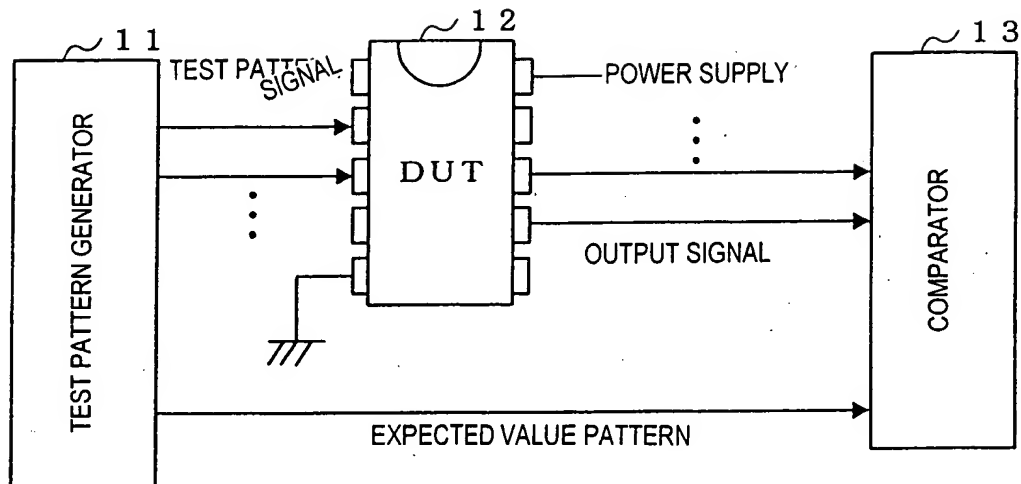 11
12
13
TEST PATTERN
SIGNAL
POWER SUPPLY
TEST PATTERN GENERATOR
DUT
OUTPUT SIGNAL
COMPARATOR
EXPECTED VALUE PATTERN